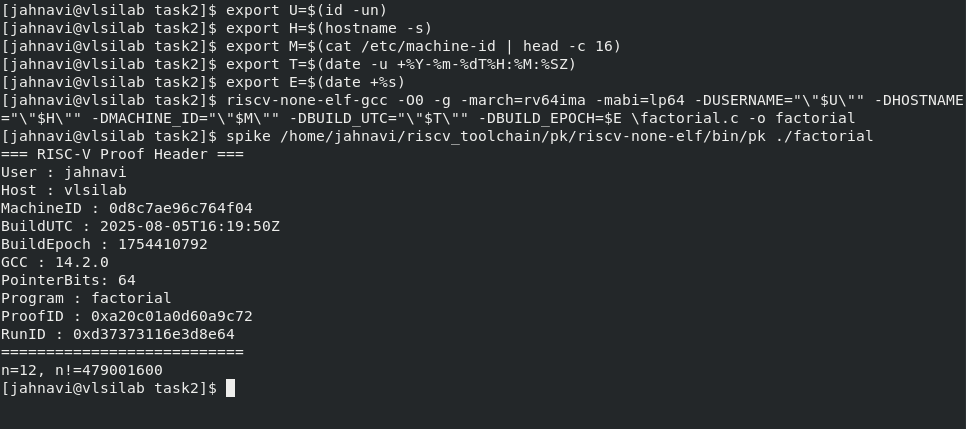 [jahnavi@vlsilab task2]$ export U=$(id -un)
[jahnavi@vlsilab task2]$ export H=$(hostname -s)
[jahnavi@vlsilab task2]$ export M=$(cat /etc/machine-id | head -c 16)
[jahnavi@vlsilab task2]$ export T=$(date -u +%Y-%m-%dT%H:%M:%SZ)
[jahnavi@vlsilab task2]$ export E=$(date +%s)
[jahnavi@vlsilab task2]$ riscv-none-elf-gcc -O0 -g -march=rv64ima -mabi=lp64 -DUSERNAME="\"$U\"" -DHOSTNAME
="\"$H\"" -DMACHINE_ID="\"$M\"" -DBUILD_UTC="\"$T\"" -DBUILD_EPOCH=$E \factorial.c -o factorial
[jahnavi@vlsilab task2]$ spike /home/jahnavi/riscv_toolchain/pk/riscv-none-elf/bin/pk ./factorial
=== RISC-V Proof Header ===
User : jahnavi
Host : vlsilab
MachineID : 0d8c7ae96c764f04
BuildUTC : 2025-08-05T16:19:50Z
BuildEpoch : 1754410792
GCC : 14.2.0
PointerBits: 64
Program : factorial
ProofID : 0xa20c01a0d60a9c72
RunID : 0xd37373116e3d8e64
===========================
n=12, n!=479001600
[jahnavi@vlsilab task2]$